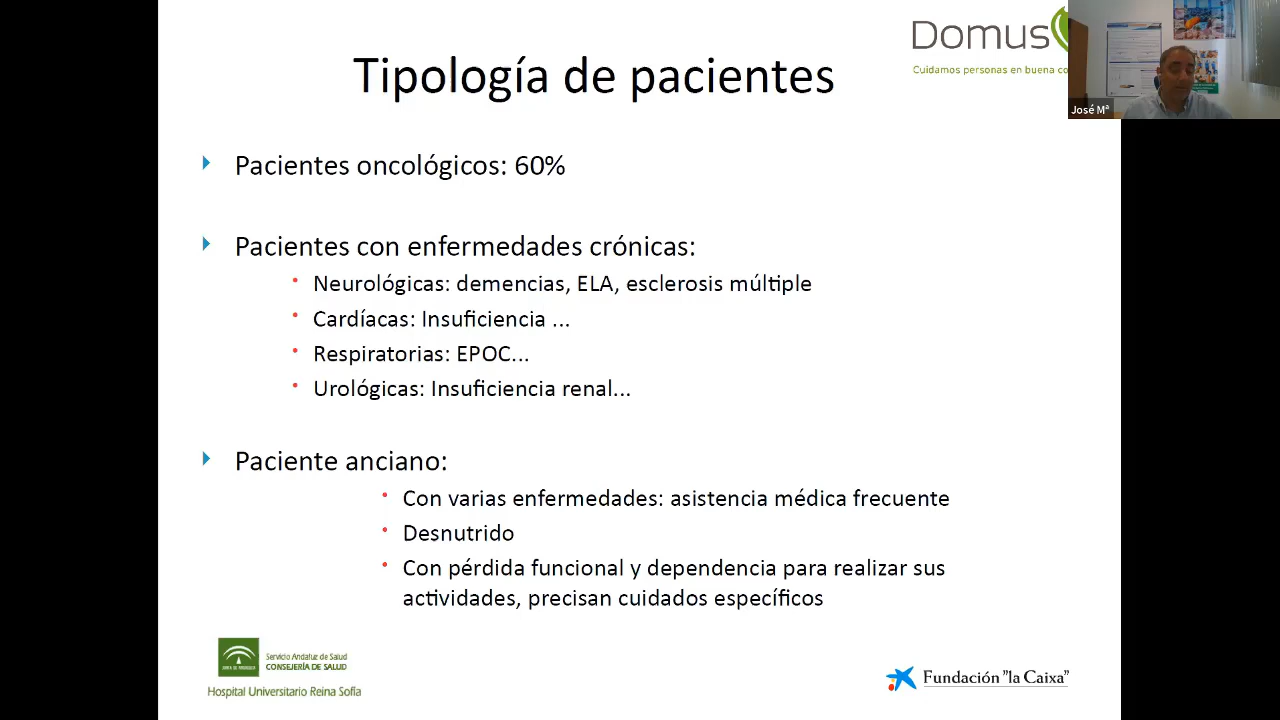 Domus
Cuidamos personas en buena co
José Mª
Tipología de pacientes
Pacientes oncológicos: 60%
Pacientes con enfermedades crónicas:
Neurológicas: demencias, ELA, esclerosis múltiple
Cardíacas: Insuficiencia ...
Respiratorias: EPOC...
Urológicas: Insuficiencia renal...
Paciente anciano:
Con varias enfermedades: asistencia médica frecuente
Desnutrido
Con pérdida funcional y dependencia para realizar sus
actividades, precisan cuidados específicos
Servicio Andaluz de Salud
CONSEJERÍA DE SALUD
Hospital Universitario Reina Sofía
Fundación "la Caixa"